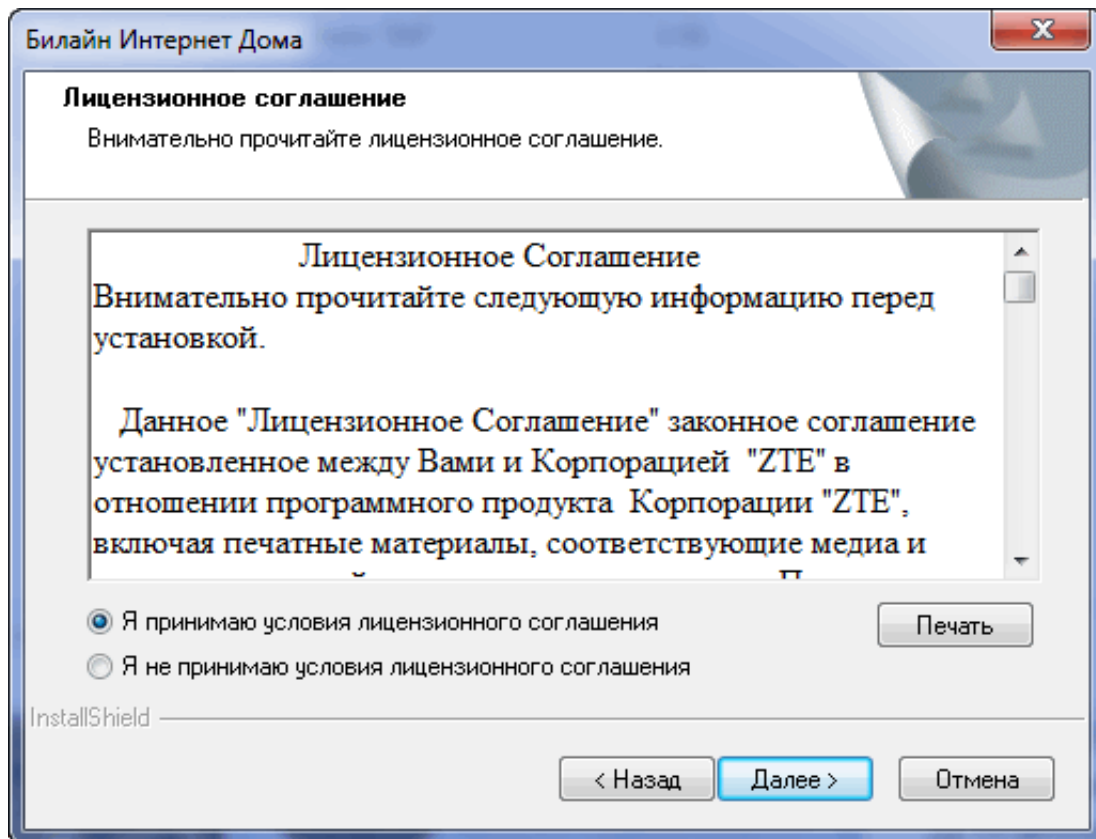 Билайн Интернет Дома
Лицензионное соглашение
Внимательно прочитайте лицензионное соглашение.
Лицензионное Соглашение
Внимательно прочитайте следующую информацию перед
установкой.
Данное "Лицензионное Соглашение" законное соглашение
установленное между Вами и Корпорацией "ZTE" в
отношении программного продукта Корпорации "ZTE",
включая печатные материалы, соответствующие медиа и
Я принимаю условия лицензионного соглашения
Печать
Я не принимаю условия лицензионного соглашения
InstallShield
< Назад
Далее >
Отмена